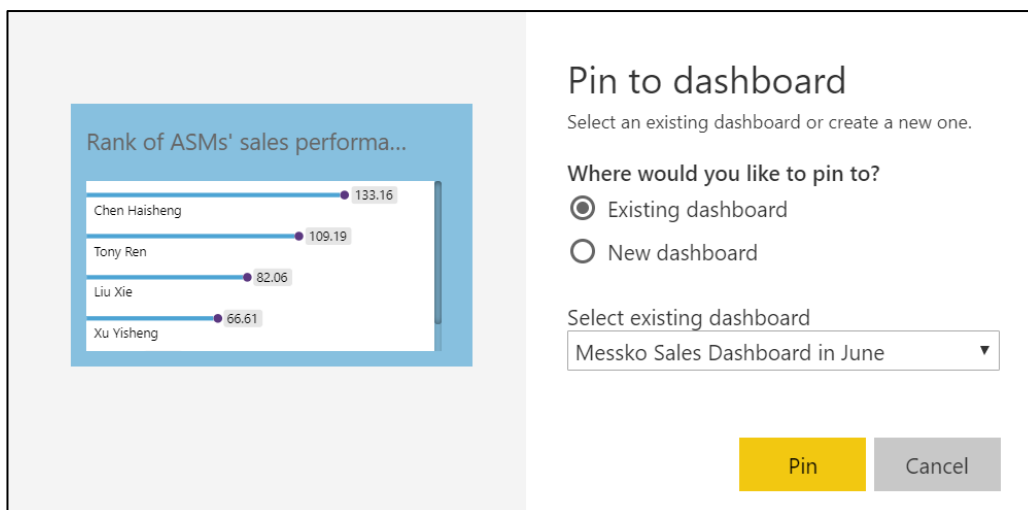 Rank of ASMs' sales performa...
133.16
Chen Haisheng
109.19
Tony Ren
82.06
Liu Xie
66.61
Xu Yisheng
Pin to dashboard
Select an existing dashboard or create a new one.
Where would you like to pin to?
Existing dashboard
New dashboard
Select existing dashboard
Messko Sales Dashboard in June
Pin
Cancel